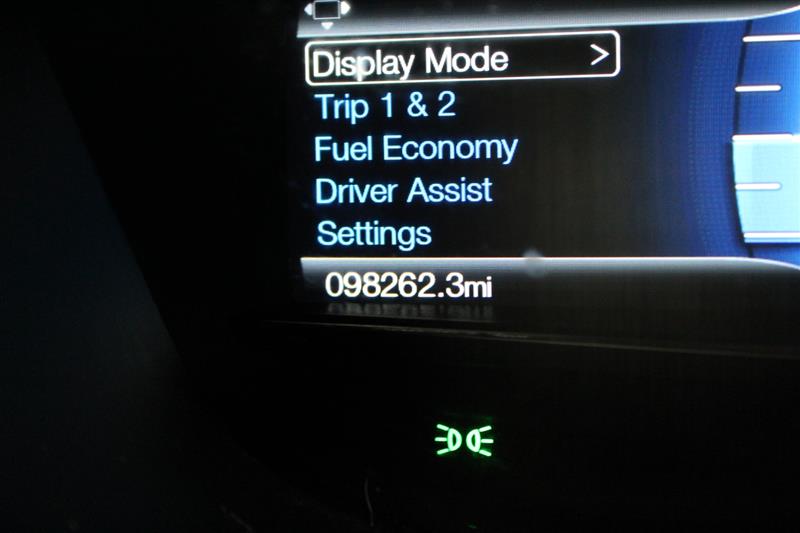 Display Mode >
Trip 1 & 2
Fuel Economy
Driver Assist
Settings
098262.3mi